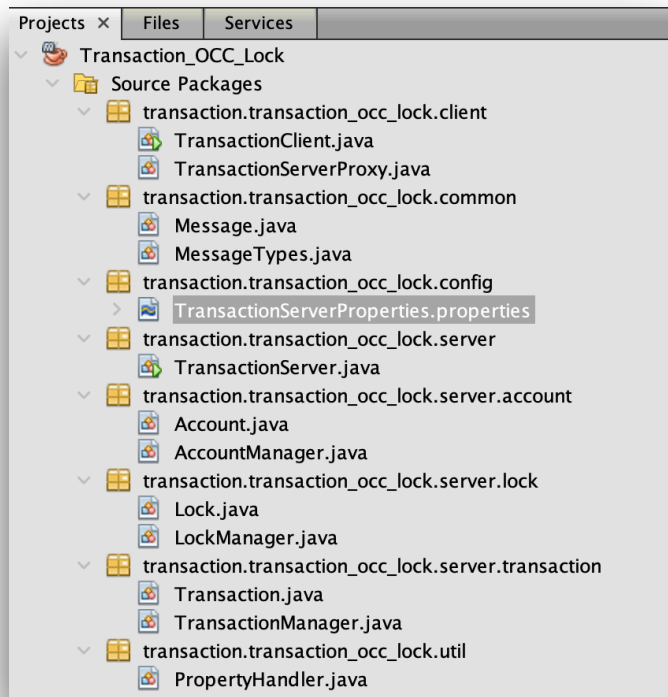 Projects × Files Services
Transaction_OCC_Lock
Source Packages
transaction.transaction_occ_lock.client
TransactionClient.java
TransactionServerProxy.java
transaction.transaction_occ_lock.common
Message.java
MessageTypes.java
transaction.transaction_occ_lock.config
TransactionServerProperties.properties
transaction.transaction_occ_lock.server
TransactionServer.java
transaction.transaction_occ_lock.server.account
Account.java
AccountManager.java
transaction.transaction_occ_lock.server.lock
Lock.java
LockManager.java
transaction.transaction_occ_lock.server.transaction
Transaction.java
TransactionManager.java
transaction.transaction_occ_lock.util
PropertyHandler.java